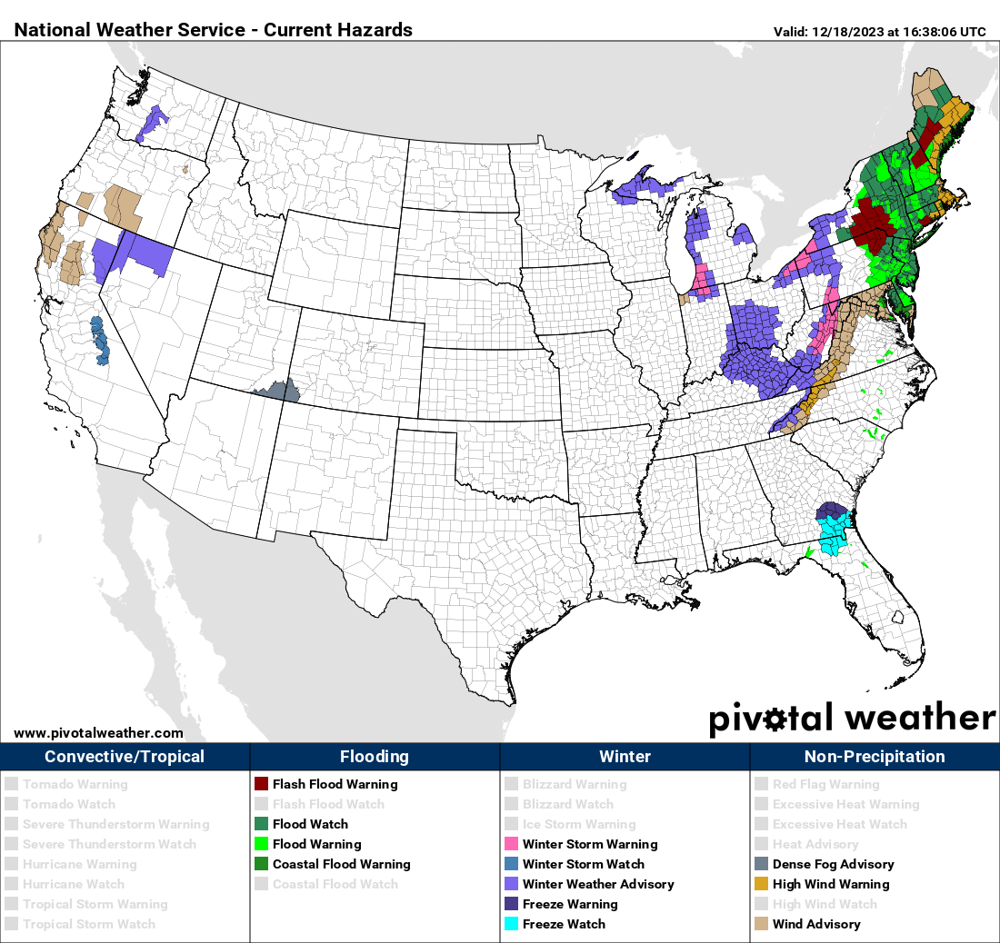 National Weather Service - Current Hazards
Valid: 12/18/2023 at 16:38:06 UTC
pivotal weather
www.pivotalweather.com
Convective/Tropical
Tornado Warning
Tornado Watch
Severe Thunderstorm Warning
Severe Thunderstorm Watch
Hurricane Warning
Hurricane Watch
Tropical Storm Warning
Tropical Storm Watch
Flooding
Flash Flood Warning
Flash Flood Watch
Flood Watch
Flood Warning
Coastal Flood Warning
Coastal Flood Watch
Winter
Blizzard Warning
Blizzard Watch
Ice Storm Warning
Winter Storm Warning
Winter Storm Watch
Winter Weather Advisory
Freeze Warning
Freeze Watch
Non-Precipitation
Red Flag Warning
Excessive Heat Warning
Excessive Heat Watch
Heat Advisory
Dense Fog Advisory
High Wind Warning
High Wind Watch
Wind Advisory